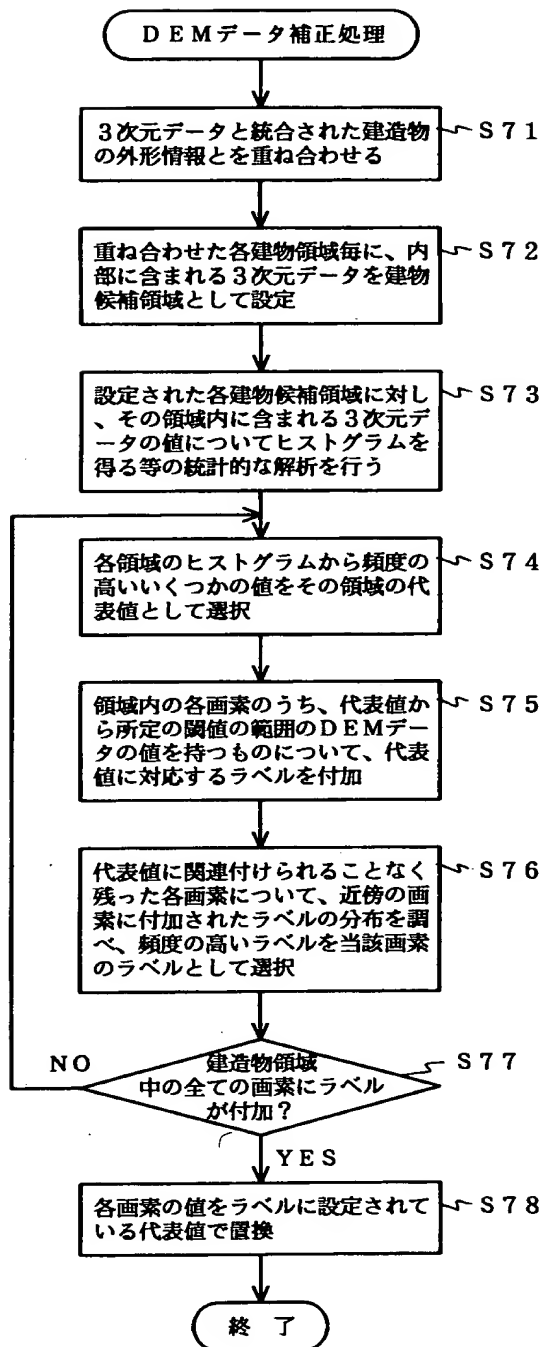 DEMデータ補正処理
3次元データと統合された建造物
の外形情報とを重ね合わせる
S71
重ね合わせた各建物領域毎に、内
部に含まれる3次元データを建物
候補領域として設定
S72
設定された各建物候補領域に対し
、その領域内に含まれる3次元デ
ータの値についてヒストグラムを
得る等の統計的な解析を行う
S73
各領域のヒストグラムから頻度の
高いいくつかの値をその領域の代
表値として選択
S74
領域内の各画素のうち、代表値から
所定の閾値の範囲のDEMデー
タの値を持つものについて、代表
値に対応するラベルを付加
S75
代表値に関連付けられることなく
残った各画素について、近傍の画
素に付加されたラベルの分布を調
べ、頻度の高いラベルを当該画素
のラベルとして選択
S76
建造物領域
中の全ての画素にラベル
が付加?
S77
NO
YES
各画素の値をラベルに設定されて
いる代表値で置換
S78
終 了